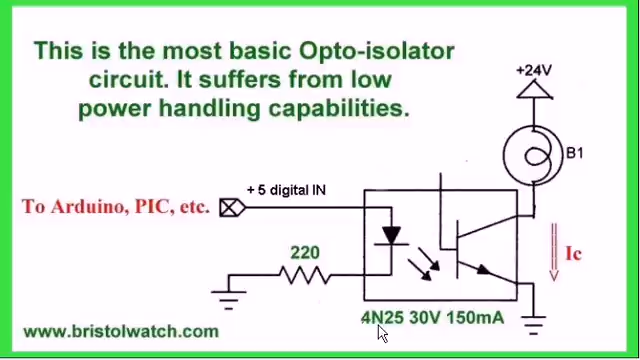 This is the most basic Opto-isolator
circuit. It suffers from low
power handling capabilities.
+24V
B1
+ 5 digital IN
To Arduino, PIC, etc.
220
Ic
4N25 30V 150mA
www.bristolwatch.com